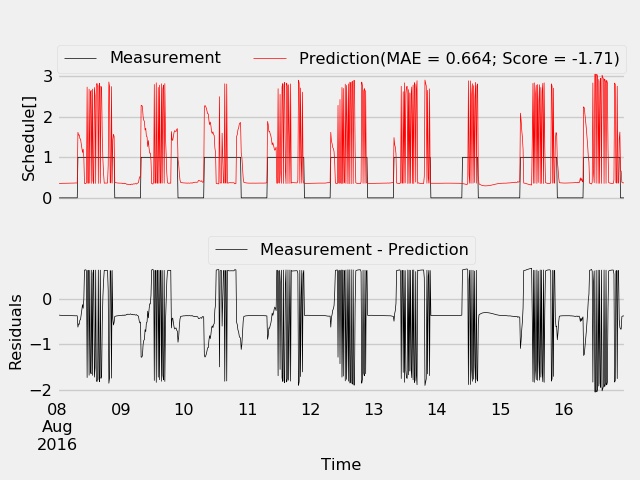 Measurement
Prediction(MAE = 0.664; Score = -1.71)
Schedule[]
3
2
1
0
Measurement - Prediction
Residuals
0
−1
−2
08 09 10 11 12 13 14 15 16
Aug
2016
Time